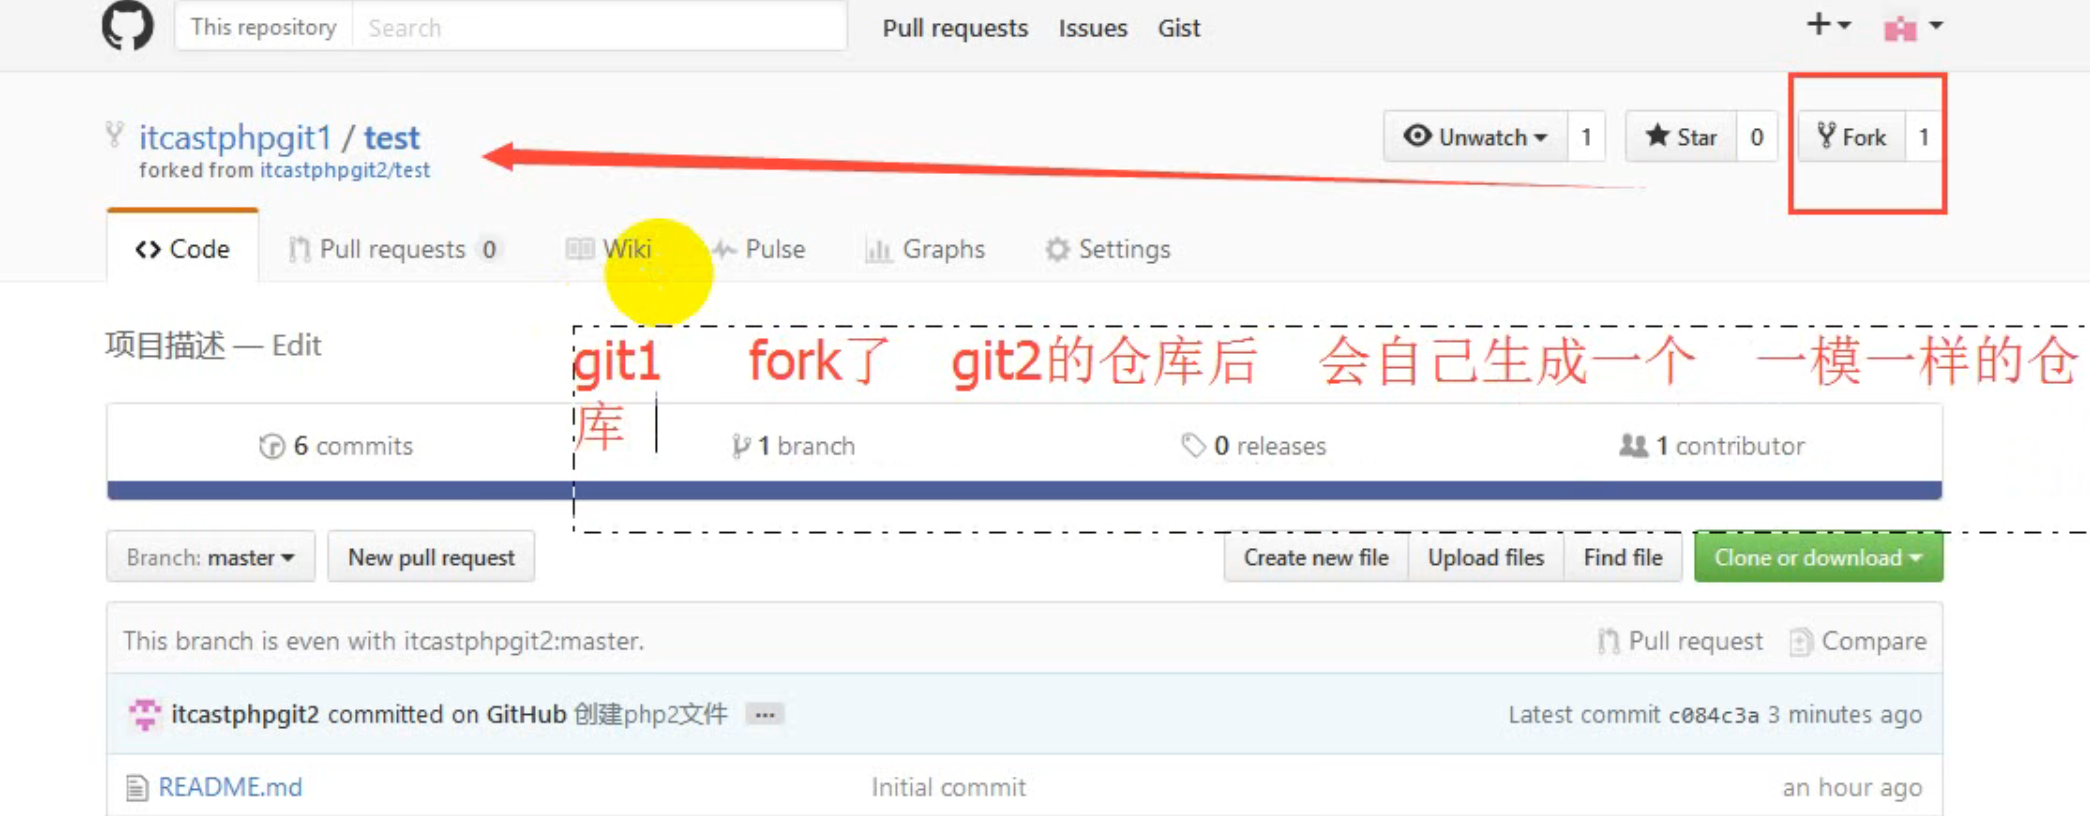 This repository Search Pull requests Issues Gist
itcastphpgit1 / test Unwatch 1 Star 0 Fork 1
forked from itcastphpgit2/test
Code Pull requests 0 Wiki Pulse Graphs Settings
项目描述 — Edit
git1 fork了 git2的仓库后 会自己生成一个 一模一样的仓
库
6 commits 1 branch 0 releases 1 contributor
Branch: master New pull request Create new file Upload files Find file Clone or download
This branch is even with itcastphpgit2:master. Pull request Compare
itcastphpgit2 committed on GitHub 创建php2文件 ... Latest commit c084c3a 3 minutes ago
README.md Initial commit an hour ago